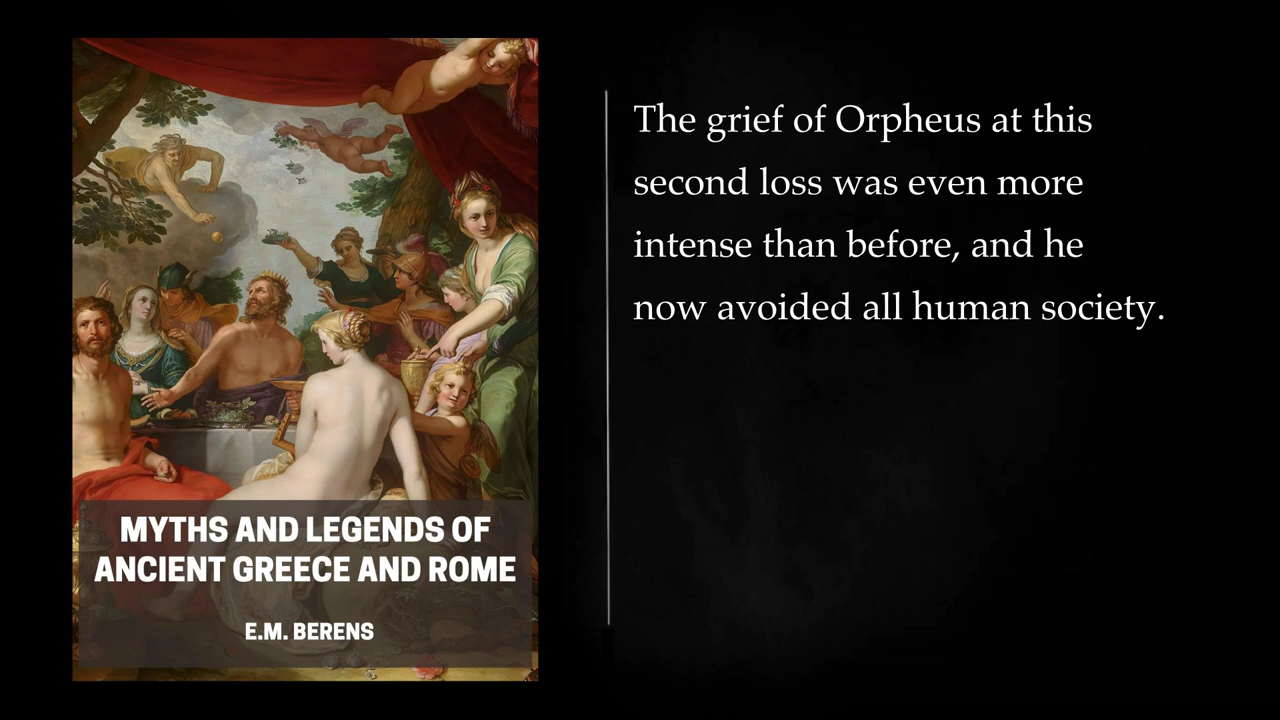 MYTHS AND LEGENDS OF
ANCIENT GREECE AND ROME
E.M. BERENS
The grief of Orpheus at this
second loss was even more
intense than before, and he
now avoided all human society.